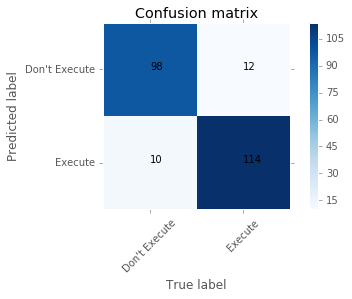 Confusion matrix
Predicted label
Don't Execute
98
12
Execute
10
114
Don't Execute
Execute
True label
105
90
75
60
45
30
15